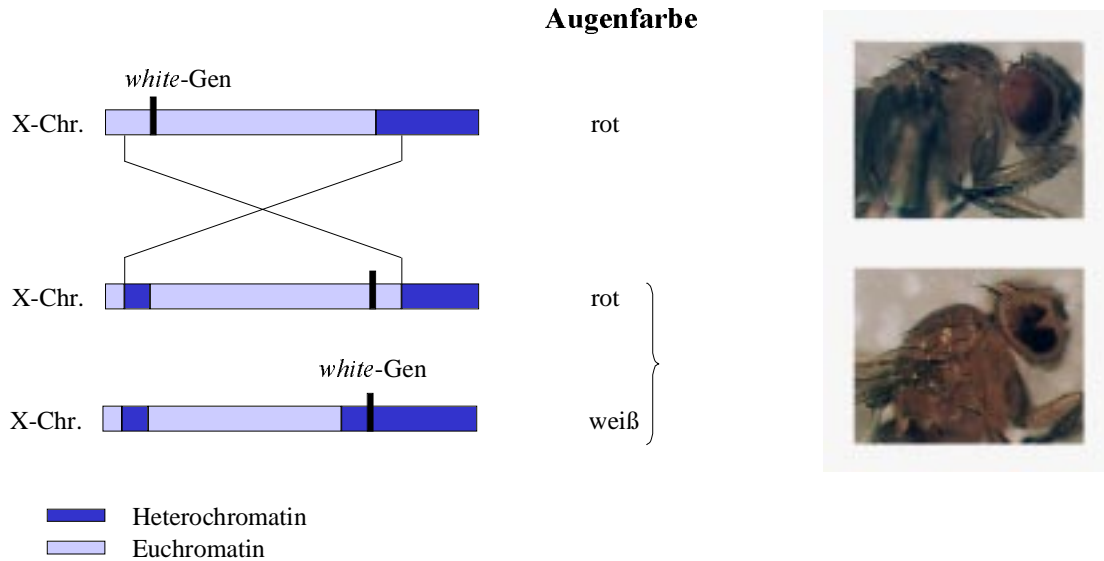 Augenfarbe
white-Gen
X-Chr.
rot
X-Chr.
rot
white-Gen
X-Chr.
weiß
Heterochromatin
Euchromatin